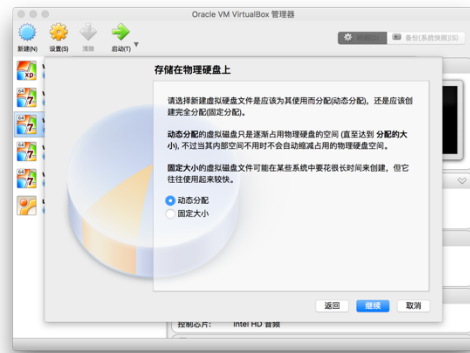 Oracle VM VirtualBox 管理器
新建(N) 设置(S) 清除 启动(T)
备份[系统快照](S)
存储在物理硬盘上
请选择新建虚拟硬盘文件是应该为其使用而分配(动态分配)，还是应该创
建完全分配(固定分配)。
动态分配的虚拟磁盘只是逐渐占用物理硬盘的空间 (直至达到 分配的大
小)，不过当其内部空间不用时不会自动缩减占用的物理硬盘空间。
固定大小的虚拟磁盘文件可能在某些系统中要花很长时间来创建，但它
往往使用起来较快。
动态分配
固定大小
返回 继续 取消
控制芯片: Intel HD 音频